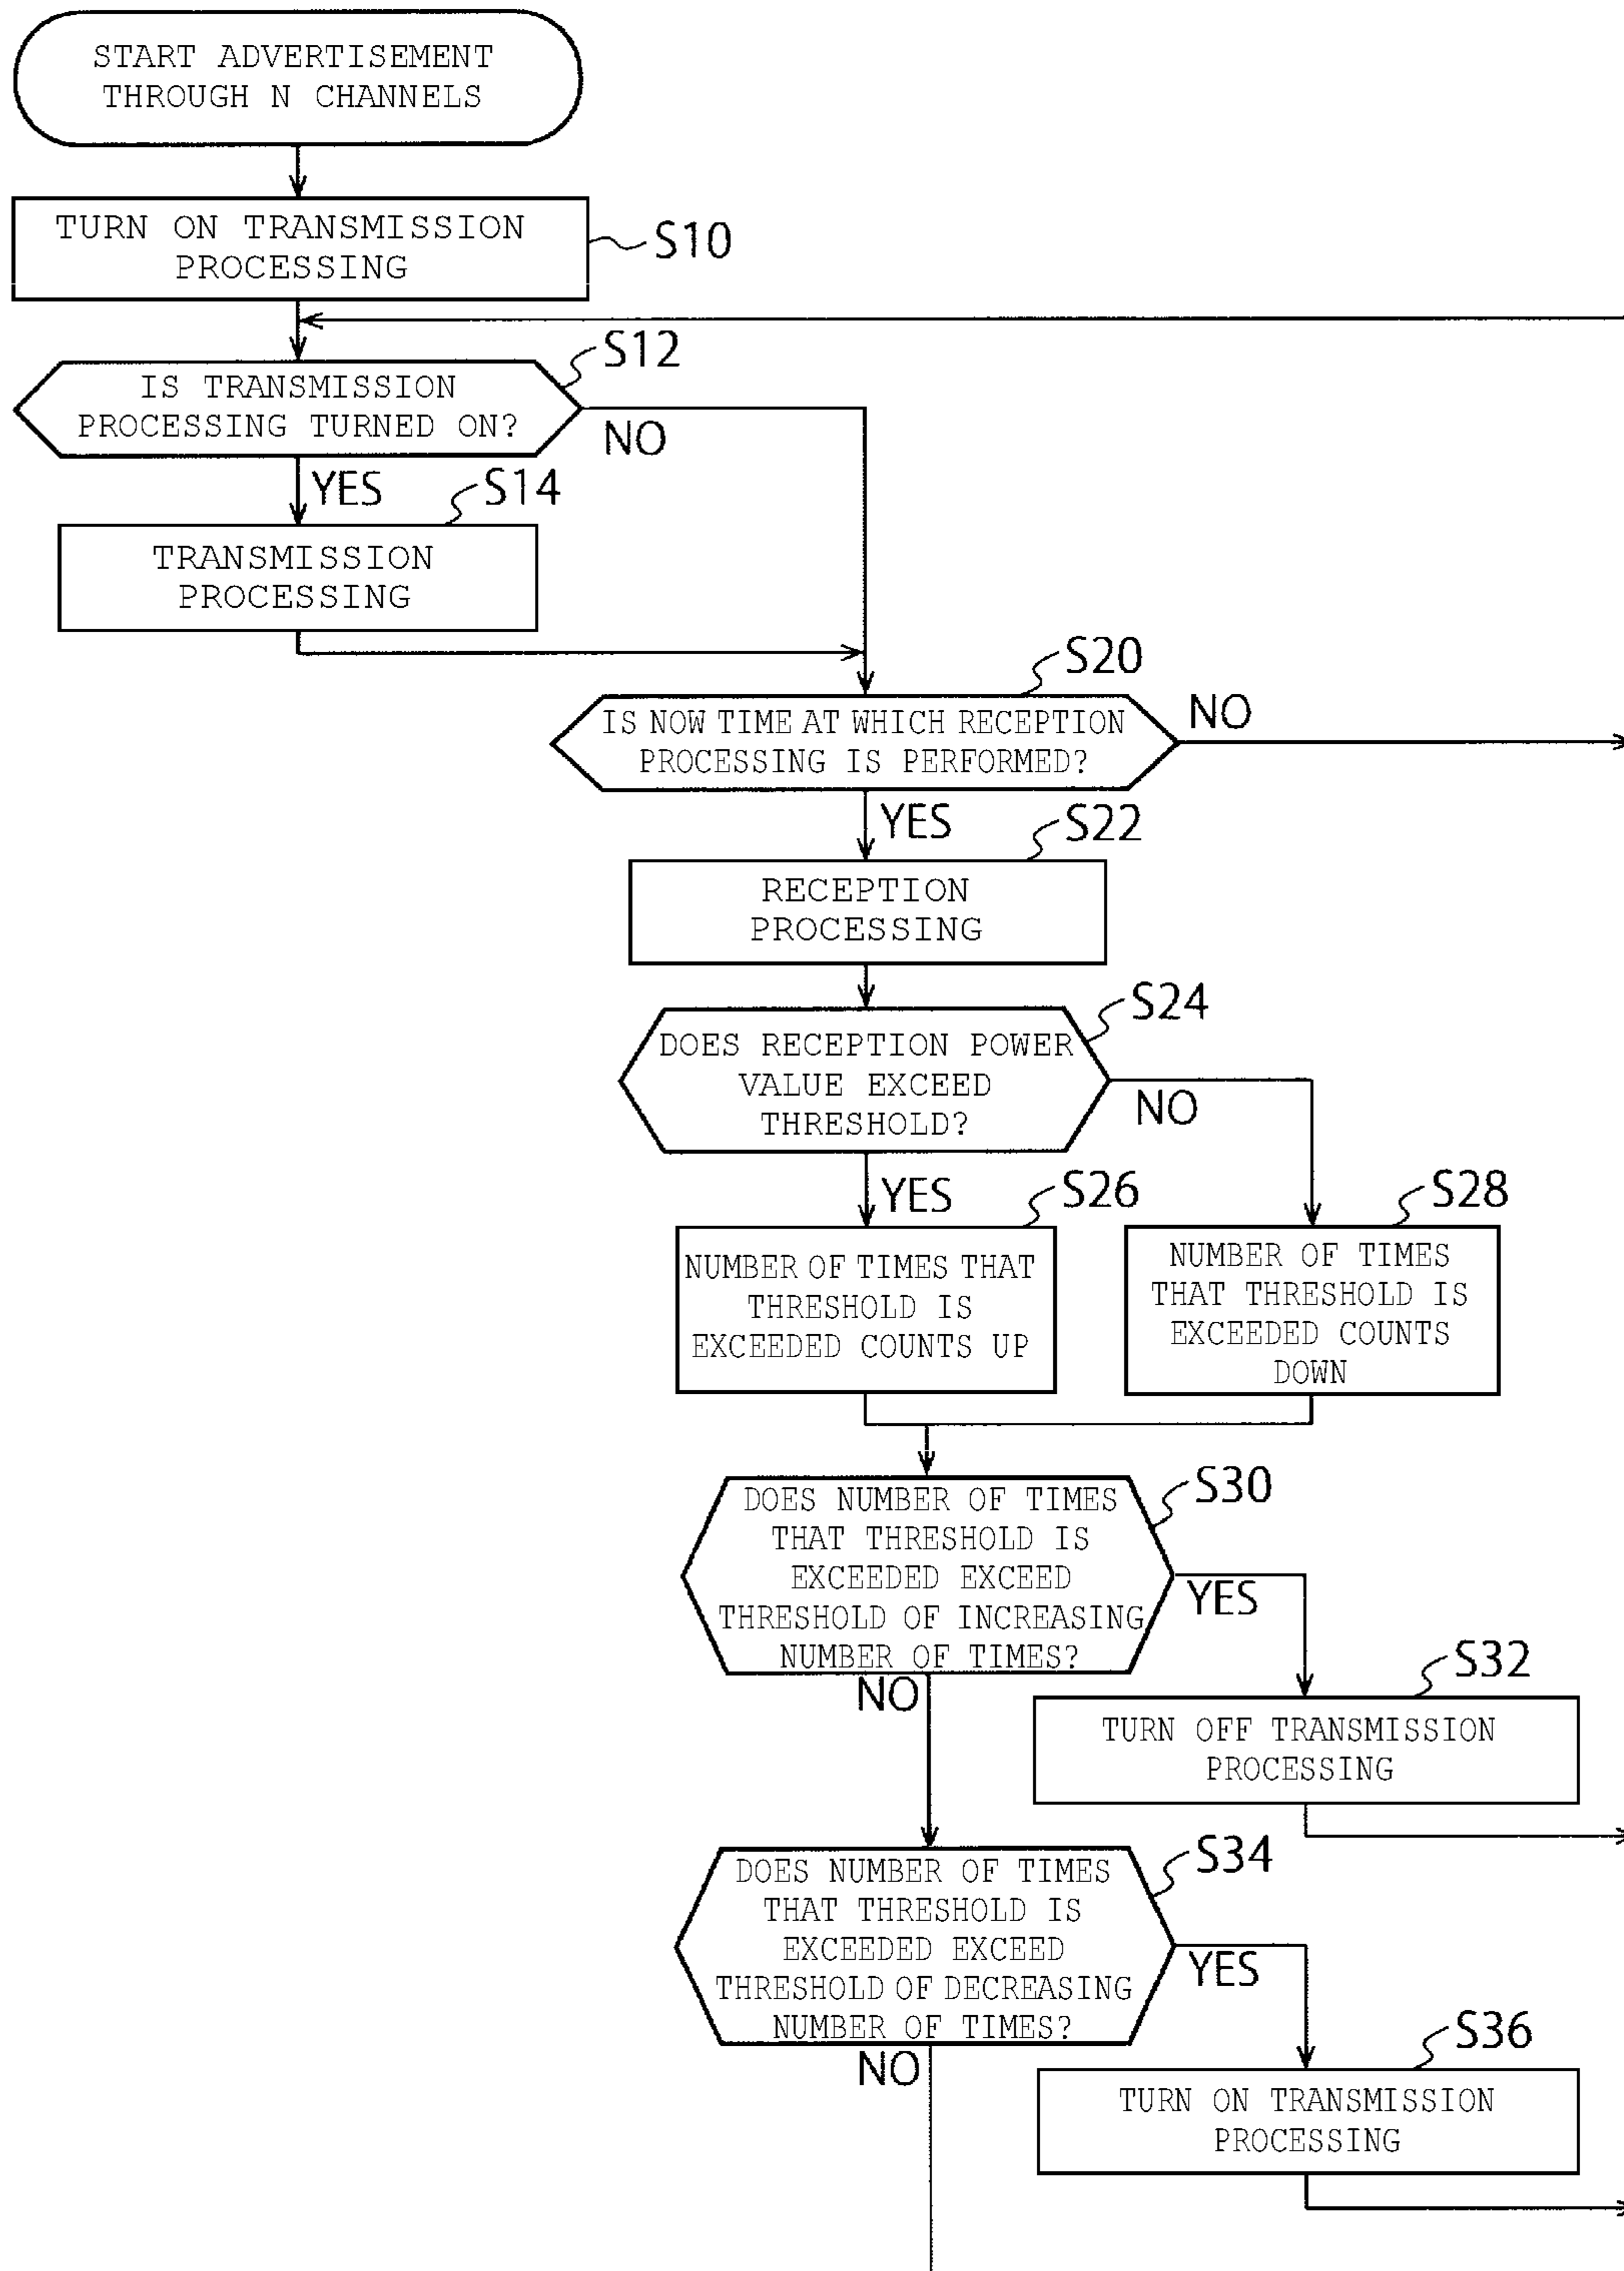 START ADVERTISEMENT
THROUGH N CHANNELS
TURN ON TRANSMISSION
PROCESSING
S10
S12
IS TRANSMISSION
PROCESSING TURNED ON?
NO
YES
S14
TRANSMISSION
PROCESSING
S20
IS NOW TIME AT WHICH RECEPTION
PROCESSING IS PERFORMED?
NO
YES
S22
RECEPTION
PROCESSING
S24
DOES RECEPTION POWER
VALUE EXCEED
THRESHOLD?
NO
YES
S26
NUMBER OF TIMES THAT
THRESHOLD IS
EXCEEDED COUNTS UP
S28
NUMBER OF TIMES
THAT THRESHOLD IS
EXCEEDED COUNTS
DOWN
S30
DOES NUMBER OF TIMES
THAT THRESHOLD IS
EXCEEDED EXCEED
THRESHOLD OF INCREASING
NUMBER OF TIMES?
YES
NO
S32
TURN OFF TRANSMISSION
PROCESSING
S34
DOES NUMBER OF TIMES
THAT THRESHOLD IS
EXCEEDED EXCEED
THRESHOLD OF DECREASING
NUMBER OF TIMES?
YES
NO
S36
TURN ON TRANSMISSION
PROCESSING